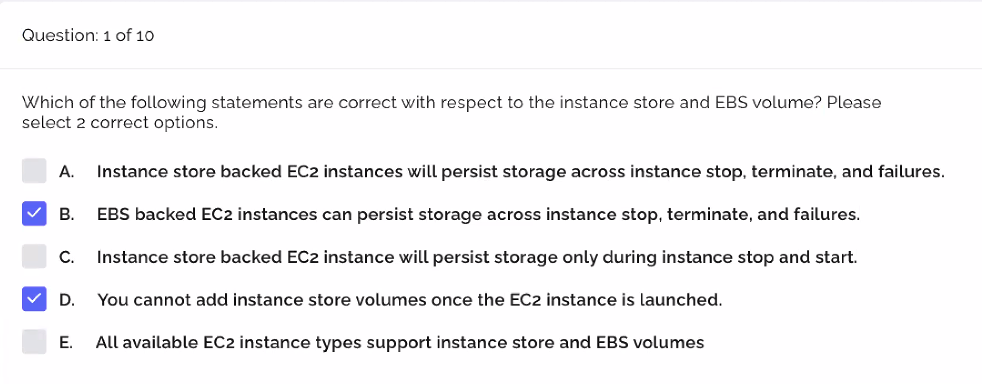 Question: 1 of 10
Which of the following statements are correct with respect to the instance store and EBS volume? Please
select 2 correct options.
A. Instance store backed EC2 instances will persist storage across instance stop, terminate, and failures.
B. EBS backed EC2 instances can persist storage across instance stop, terminate, and failures.
C. Instance store backed EC2 instance will persist storage only during instance stop and start.
D. You cannot add instance store volumes once the EC2 instance is launched.
E. All available EC2 instance types support instance store and EBS volumes